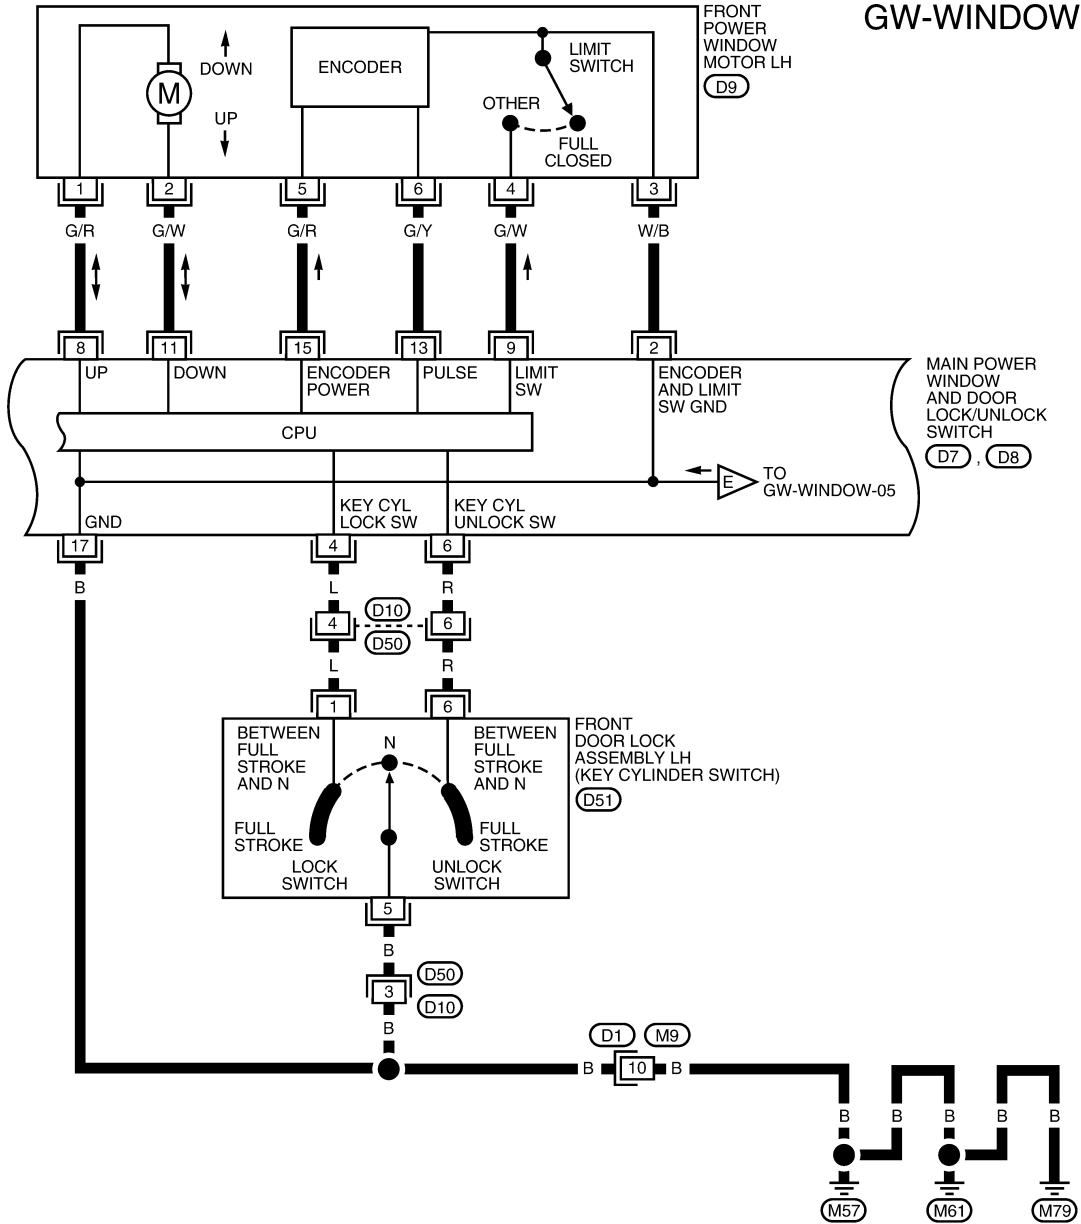 GW-WINDOW
FRONT
POWER
WINDOW
MOTOR LH
D9
M
DOWN
UP
ENCODER
LIMIT
SWITCH
OTHER
FULL
CLOSED
1 2 5 6 4 3
G/R G/W G/R G/Y G/W W/B
8 11 15 13 9 2
UP
DOWN
ENCODER
POWER
PULSE
LIMIT
SW
ENCODER
AND LIMIT
SW GND
MAIN POWER
WINDOW
AND DOOR
LOCK/UNLOCK
SWITCH
D7 , D8
CPU
E
TO
GW-WINDOW-05
GND
KEY CYL
LOCK SW
KEY CYL
UNLOCK SW
17 4 6
B L R
D10
4 6
D50
L R
1 6
FRONT
DOOR LOCK
ASSEMBLY LH
(KEY CYLINDER SWITCH)
D51
BETWEEN
FULL
STROKE
AND N
N
BETWEEN
FULL
STROKE
AND N
FULL
STROKE
FULL
STROKE
LOCK
SWITCH
UNLOCK
SWITCH
5
B
D50
3
D10
B
D1 M9
B 10 B
B B B B B
M57 M61 M79